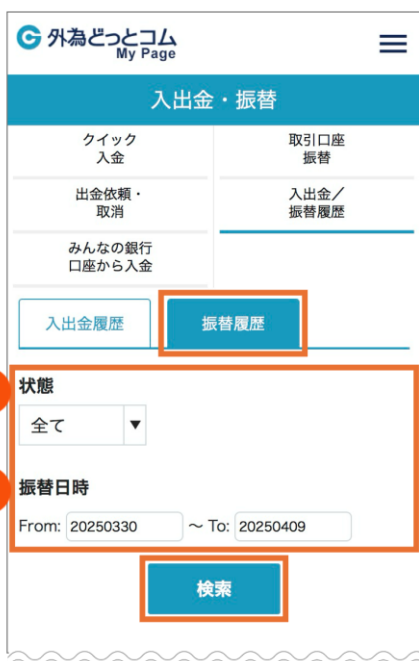 外為どっとコム
My Page
入出金・振替
クイック
入金
取引口座
振替
出金依頼・
取消
入出金／
振替履歴
みんなの銀行
口座から入金
入出金履歴
振替履歴
状態
全て ▼
振替日時
From: 20250330 ～ To: 20250409
検索